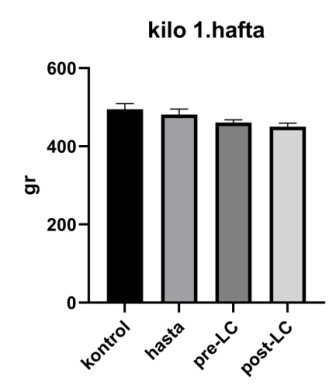 kilo 1.hafta
600
400
200
0
gr
kontrol
hasta
pre-LC
post-LC